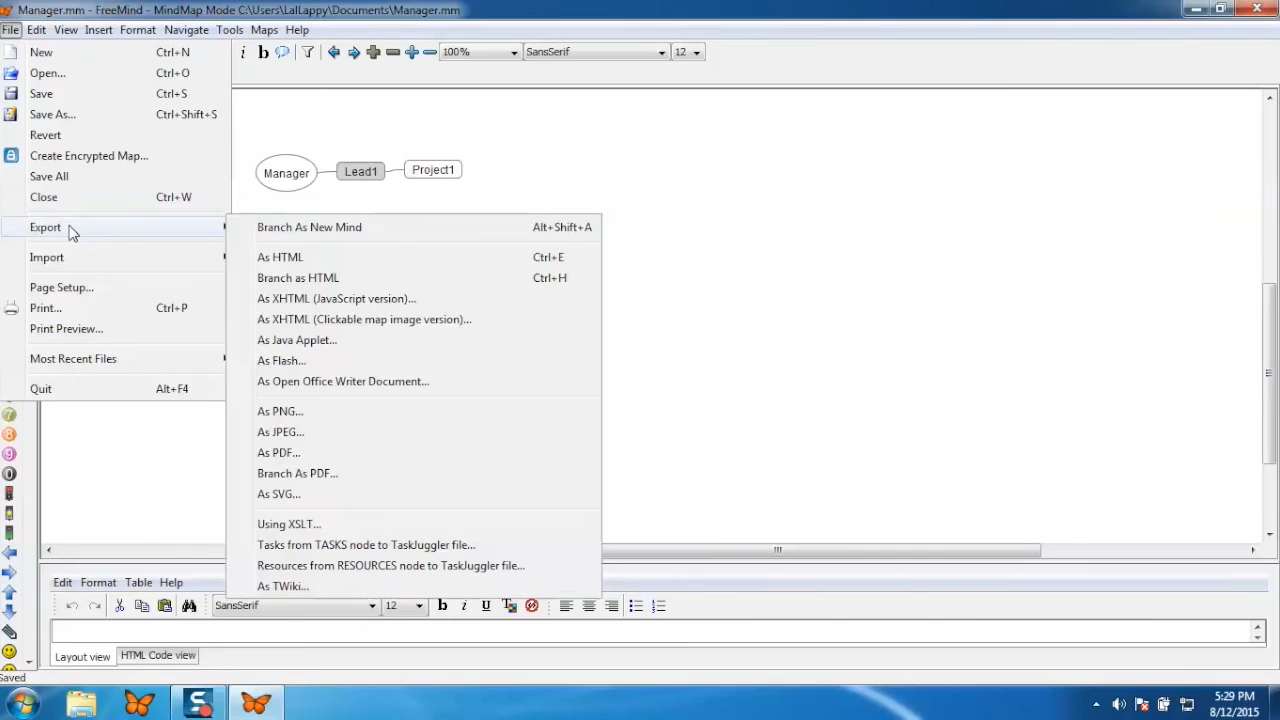 Manager.mm - FreeMind - MindMap Mode C:\Users\LalLappy\Documents\Manager.mm
File Edit View Insert Format Navigate Tools Maps Help
New Ctrl+N
i b 100% SansSerif 12
Open... Ctrl+O
Save Ctrl+S
Save As... Ctrl+Shift+S
Revert
Create Encrypted Map...
Save All
Close Ctrl+W
Manager Lead1 Project1
Export
Import
Page Setup...
Print... Ctrl+P
Print Preview...
Most Recent Files
Quit Alt+F4
Branch As New Mind Alt+Shift+A
As HTML Ctrl+E
Branch as HTML Ctrl+H
As XHTML (JavaScript version)...
As XHTML (Clickable map image version)...
As Java Applet...
As Flash...
As Open Office Writer Document...
As PNG...
As JPEG...
As PDF...
Branch As PDF...
As SVG...
Using XSLT...
Tasks from TASKS node to TaskJuggler file...
Resources from RESOURCES node to TaskJuggler file...
As TWiki...
7
8
9
0
Edit Format Table Help
SansSerif 12 b i U
Layout view HTML Code view
Saved
S
5:29 PM
8/12/2015